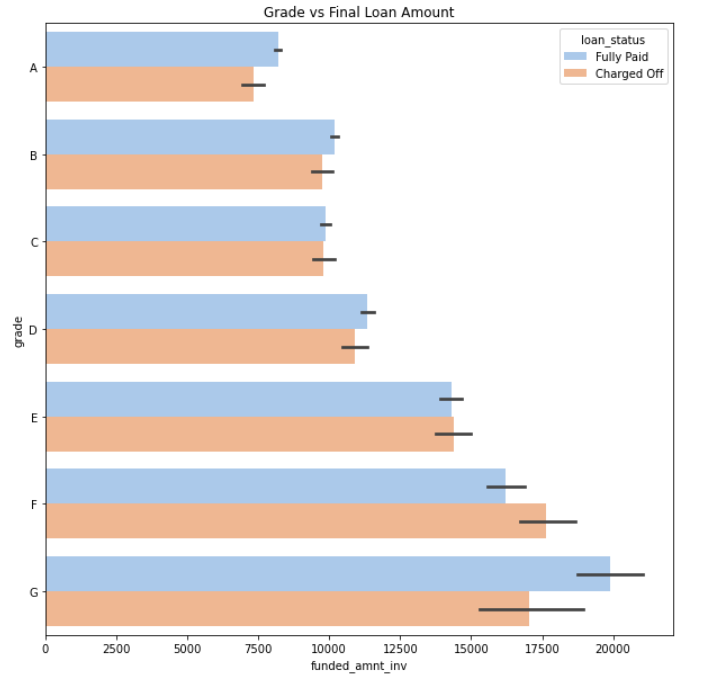 Grade vs Final Loan Amount
loan_status
Fully Paid
Charged Off
A
B
C
D
E
F
G
grade
0 2500 5000 7500 10000 12500 15000 17500 20000
funded_amnt_inv